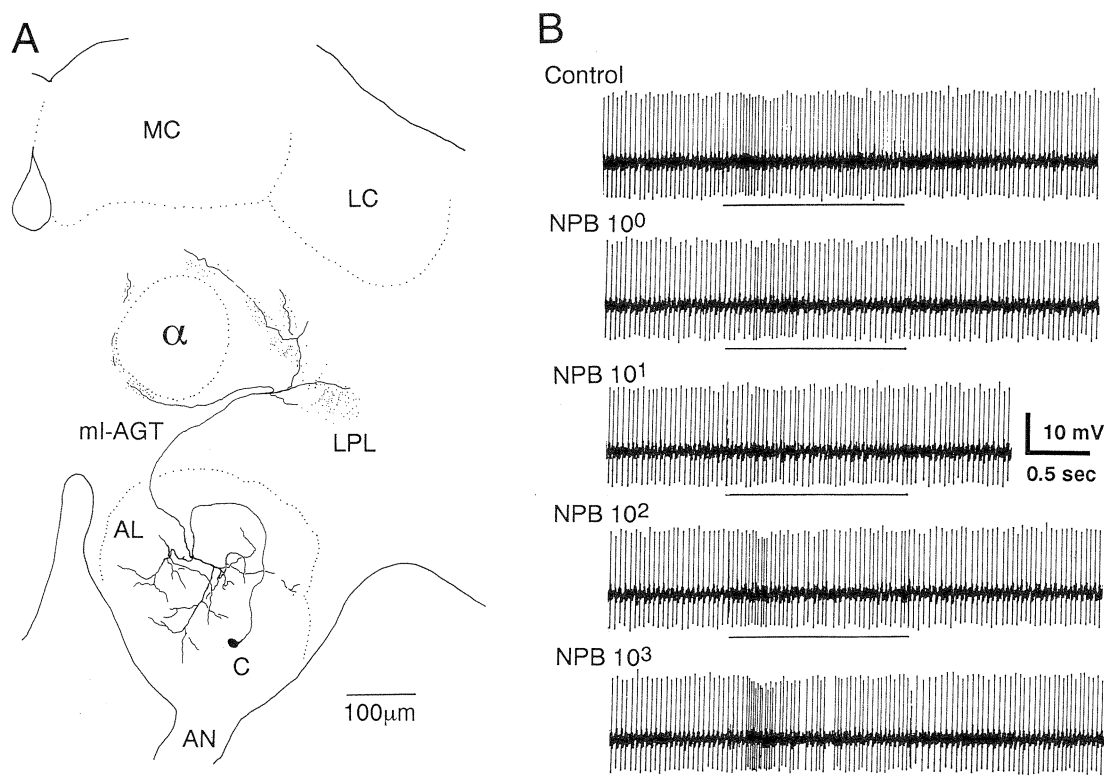 A
MC
LC
α
ml-AGT
LPL
AL
C
AN
100μm
B
Control
NPB 10⁰
NPB 10¹
10 mV
0.5 sec
NPB 10²
NPB 10³